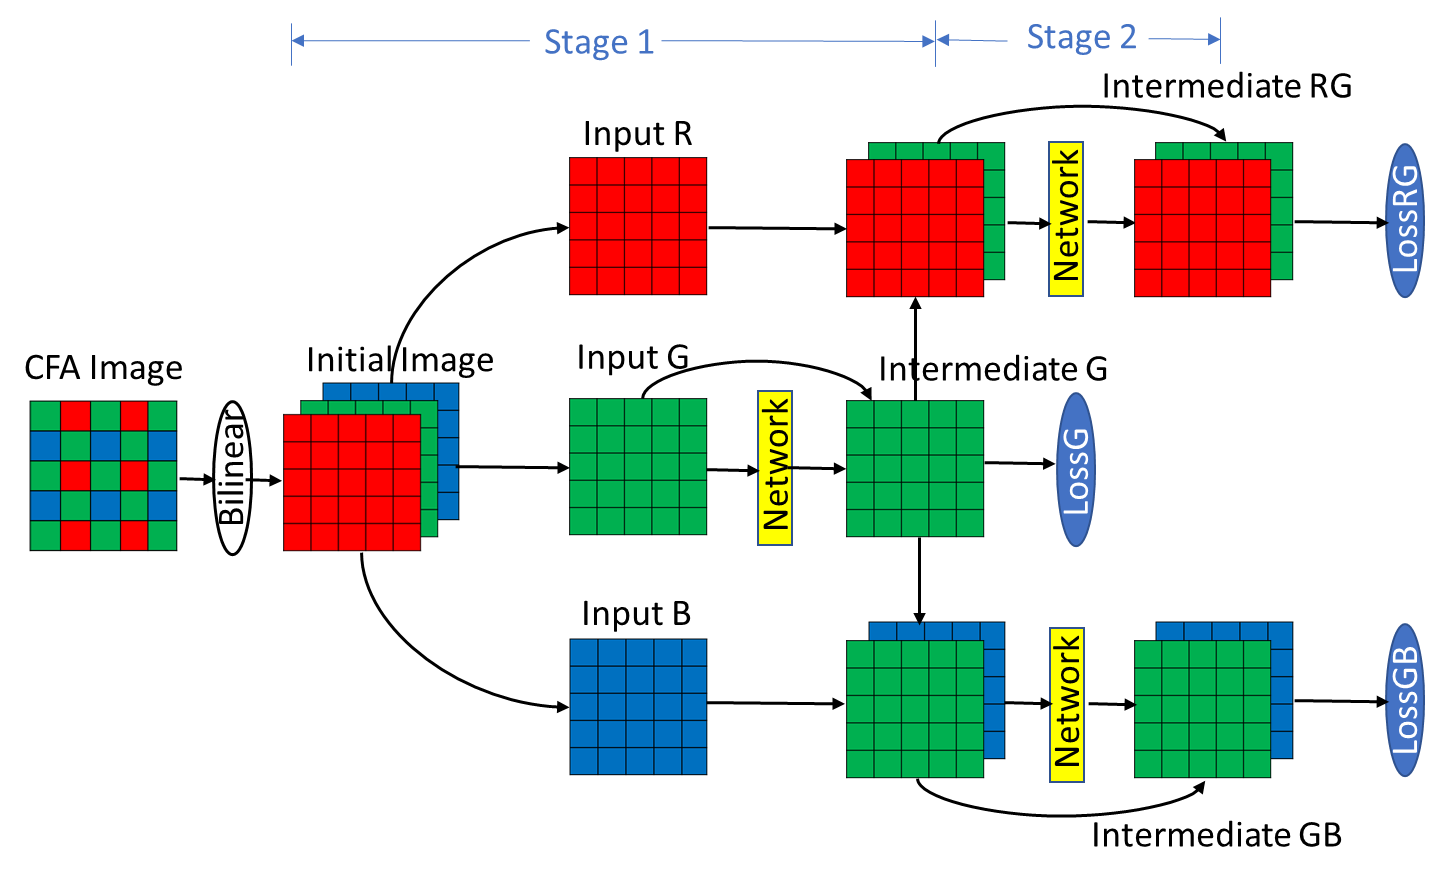 Stage 1
Stage 2
Intermediate RG
Input R
Network
LossRG
CFA Image
Bilinear
Initial Image
Input G
Network
Intermediate G
LossG
Input B
Network
LossGB
Intermediate GB